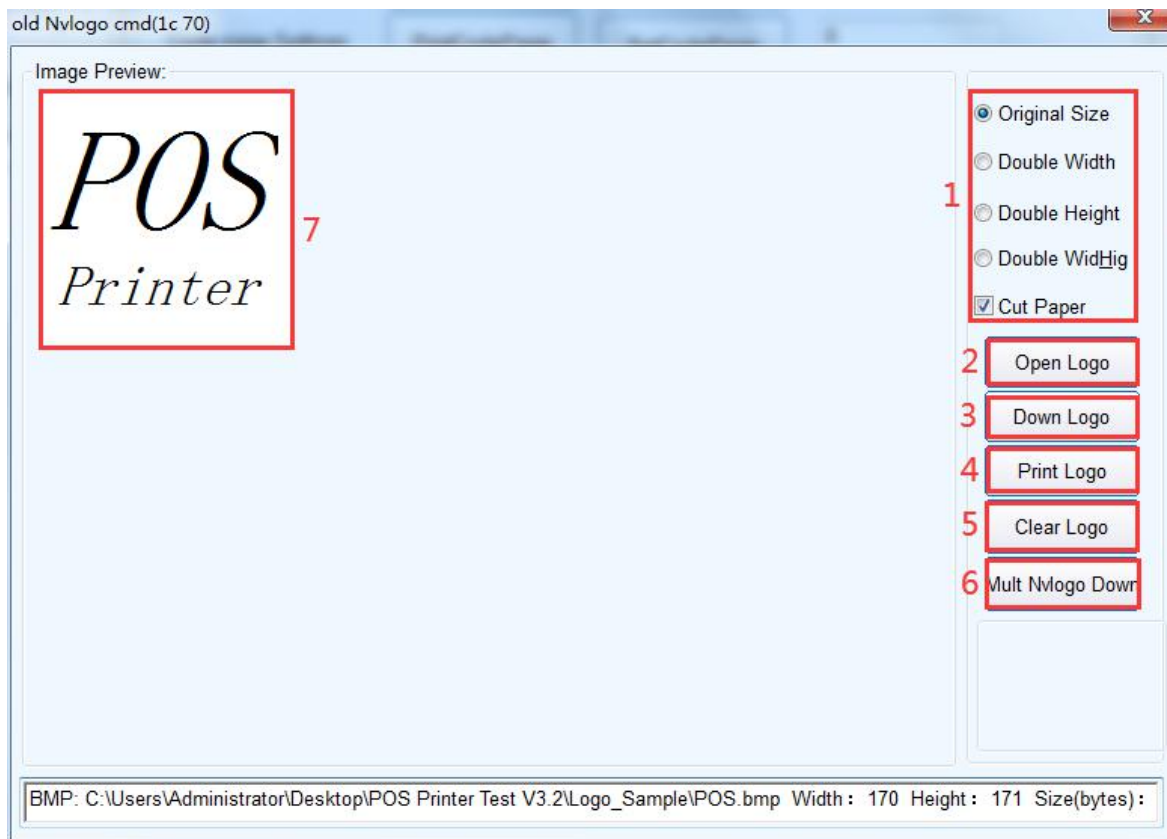 old Nvlogo cmd(1c 70)
Image Preview:
POS
Printer
7
1
Original Size
Double Width
Double Height
Double WidHig
Cut Paper
2 Open Logo
3 Down Logo
4 Print Logo
5 Clear Logo
6 Mult Nvlogo Down
BMP: C:\Users\Administrator\Desktop\POS Printer Test V3.2\Logo_Sample\POS.bmp Width: 170 Height: 171 Size(bytes):